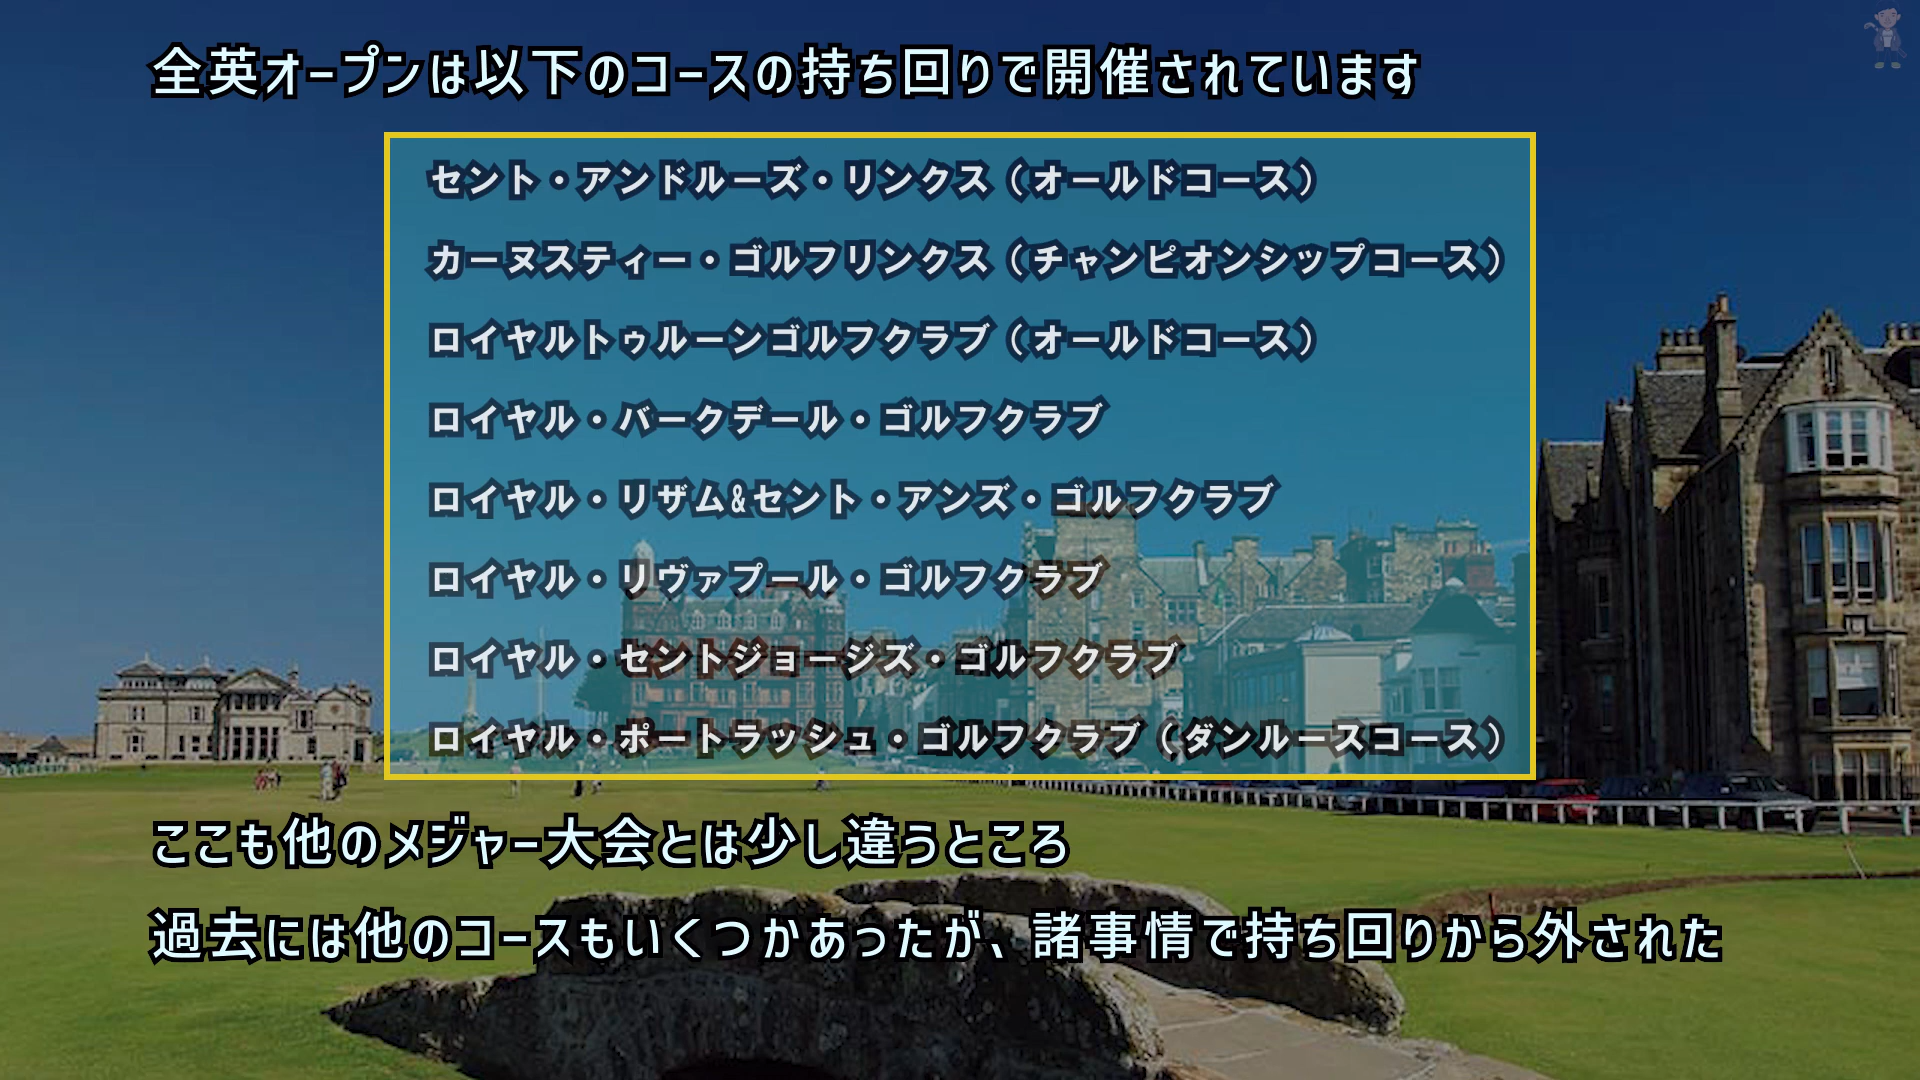 全英オープンは以下のコースの持ち回りで開催されています
セント・アンドルーズ・リンクス（オールドコース）
カーヌスティー・ゴルフリンクス（チャンピオンシップコース）
ロイヤルトゥルーンゴルフクラブ（オールドコース）
ロイヤル・バークデール・ゴルフクラブ
ロイヤル・リザム&セント・アンズ・ゴルフクラブ
ロイヤル・リヴァプール・ゴルフクラブ
ロイヤル・セントジョージズ・ゴルフクラブ
ロイヤル・ポートラッシュ・ゴルフクラブ（ダンルースコース）
ここも他のメジャー大会とは少し違うところ
過去には他のコースもいくつかあったが、諸事情で持ち回りから外された